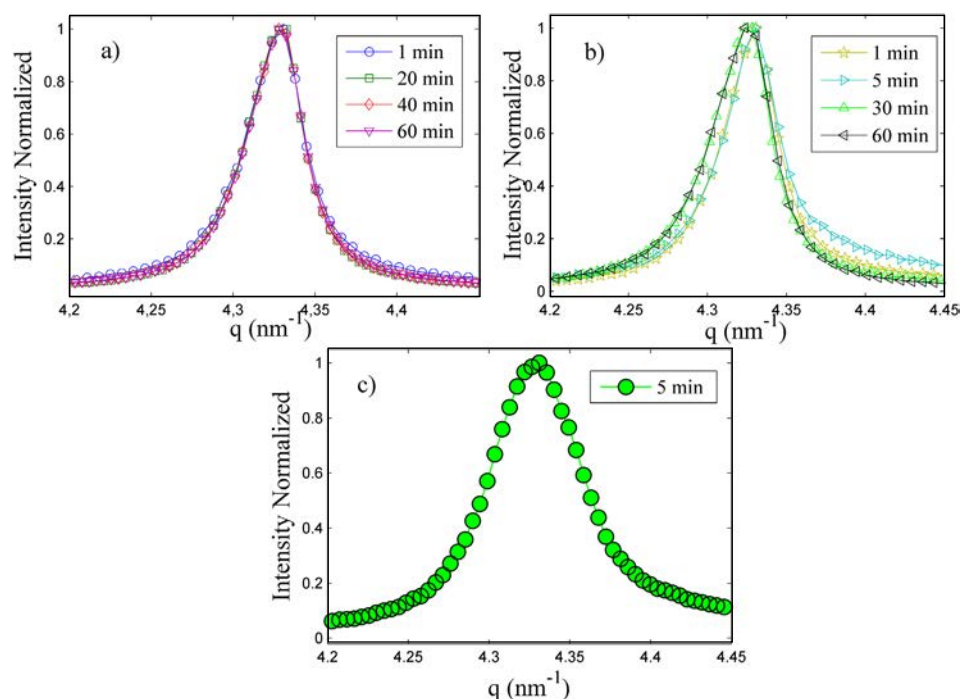 a)
1 min
20 min
40 min
60 min
Intensity Normalized
1
0.8
0.6
0.4
0.2
4,2 4,25 4,3 4,35 4,4
q (nm⁻¹)
b)
1 min
5 min
30 min
60 min
Intensity Normalized
1
0.8
0.6
0.4
0.2
0
4.2 4.25 4.3 4.35 4.4 4.45
q (nm⁻¹)
c)
5 min
Intensity Normalized
1
0.8
0.6
0.4
0.2
0
4.2 4.25 4.3 4.35 4.4 4.45
q (nm⁻¹)